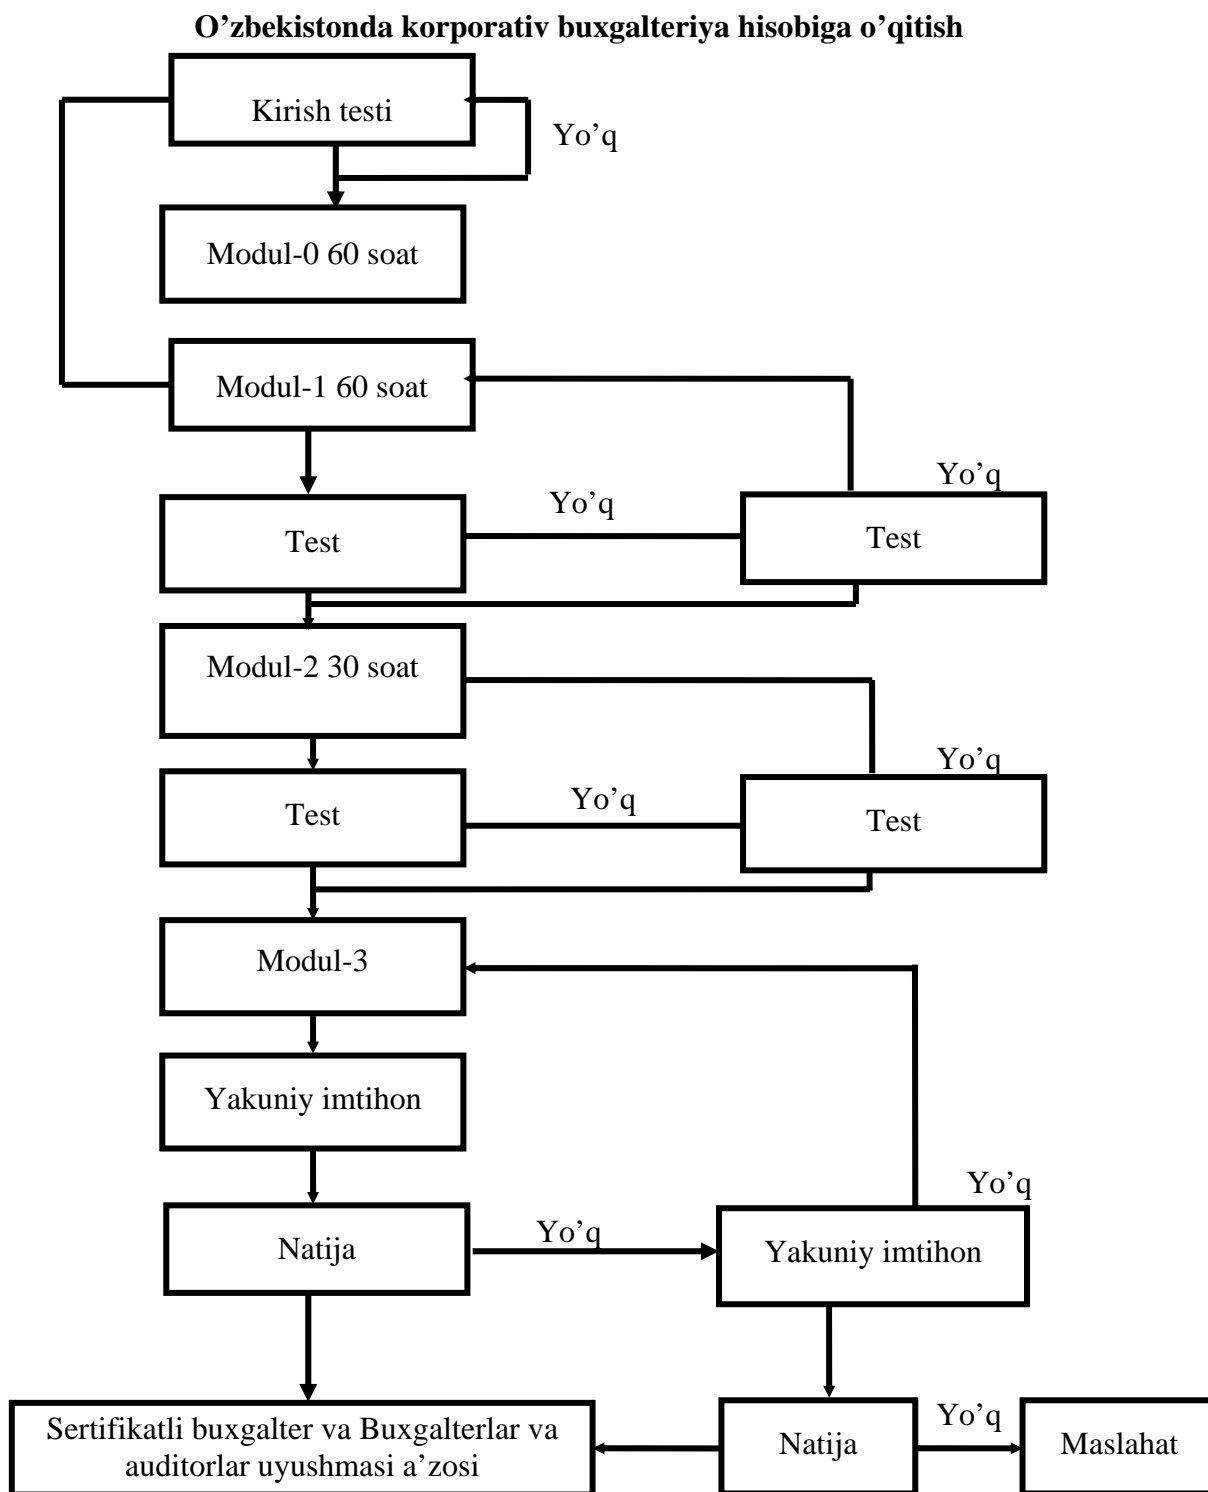 O’zbekistonda korporativ buxgalteriya hisobiga o’qitish
Kirish testi
Yo’q
Modul-0 60 soat
Modul-1 60 soat
Yo’q
Yo’q
Test
Test
Modul-2 30 soat
Yo’q
Yo’q
Test
Test
Modul-3
Yakuniy imtihon
Yo’q
Yo’q
Natija
Yakuniy imtihon
Yo’q
Sertifikatli buxgalter va Buxgalterlar va
auditorlar uyushmasi a’zosi
Natija
Maslahat